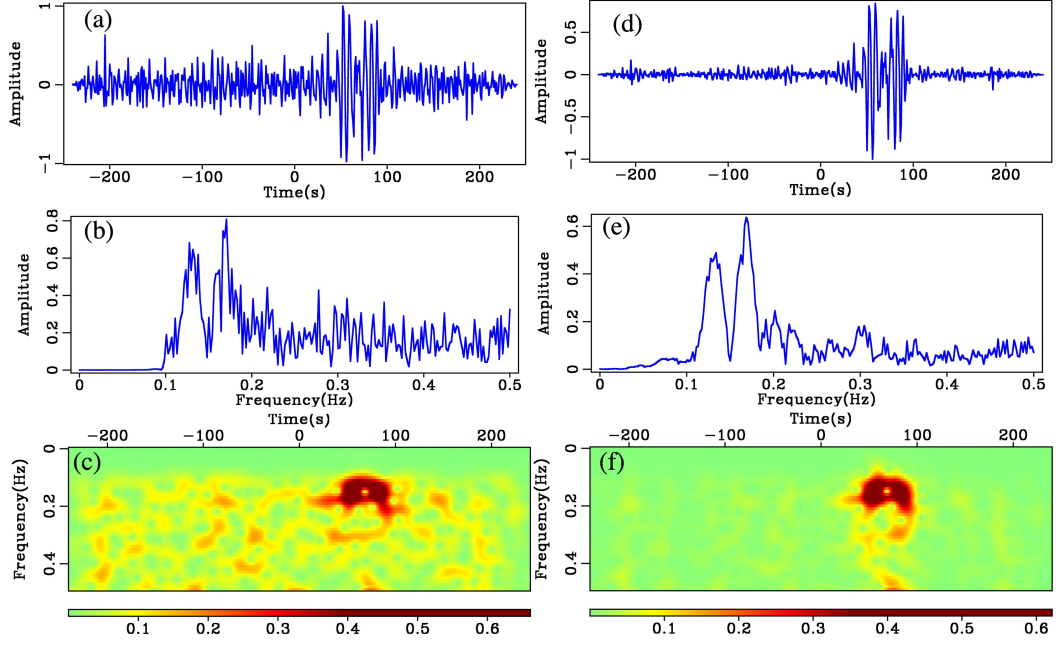 (a)
1
0
−1
Amplitude
−200 −100 0 100 200
Time(s)
(d)
0.5
0
−0.5
−1
Amplitude
−200 −100 0 100 200
Time(s)
(b)
0.8
0.6
0.4
0.2
0
Amplitude
0 0.1 0.2 0.3 0.4 0.5
Frequency(Hz)
(e)
0.6
0.4
0.2
0
Amplitude
0 0.1 0.2 0.3 0.4 0.5
Frequency(Hz)
Time(s)
−200 −100 0 100 200
(c)
0
0.2
0.4
Frequency(Hz)
0.1 0.2 0.3 0.4 0.5 0.6
Time(s)
−200 −100 0 100 200
(f)
0
0.2
0.4
Frequency(Hz)
0.1 0.2 0.3 0.4 0.5 0.6